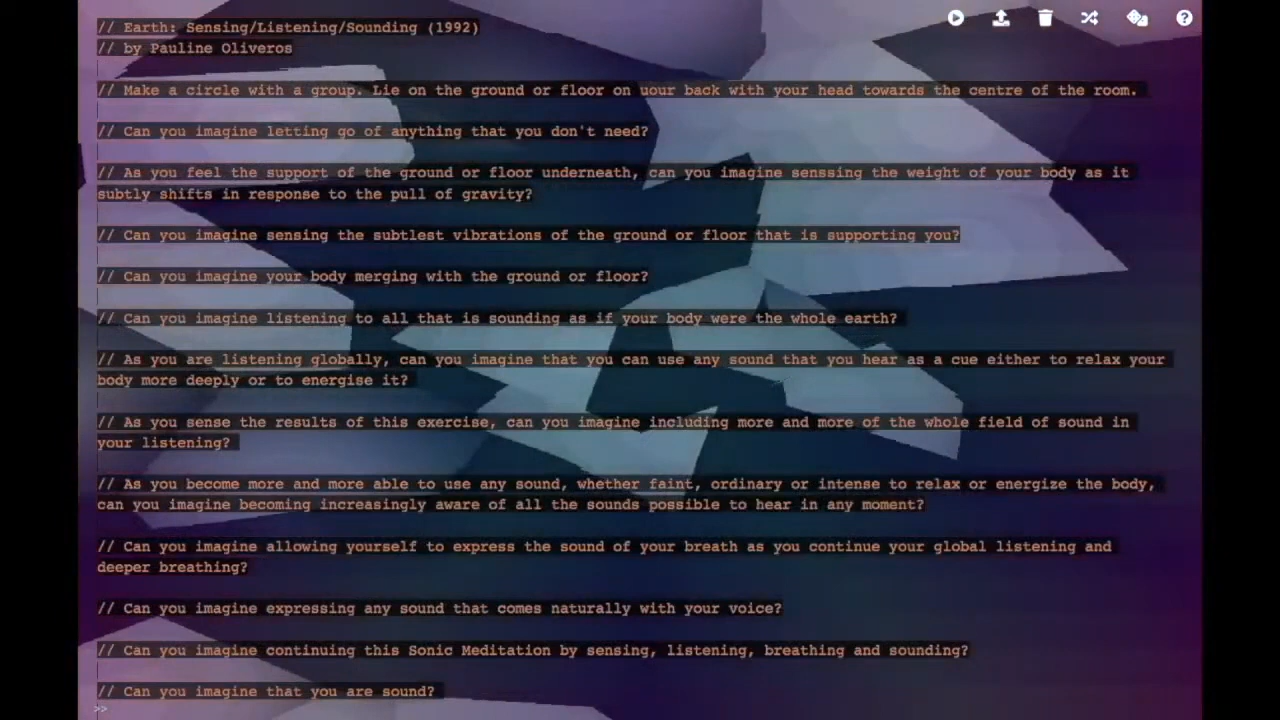 // Earth: Sensing/Listening/Sounding (1992)
// by Pauline Oliveros
// Make a circle with a group. Lie on the ground or floor on uour back with your head towards the centre of the room.
// Can you imagine letting go of anything that you don't need?
// As you feel the support of the ground or floor underneath, can you imagine senssing the weight of your body as it
subtly shifts in response to the pull of gravity?
// Can you imagine sensing the subtlest vibrations of the ground or floor that is supporting you?
// Can you imagine your body merging with the ground or floor?
// Can you imagine listening to all that is sounding as if your body were the whole earth?
// As you are listening globally, can you imagine that you can use any sound that you hear as a cue either to relax your
body more deeply or to energise it?
// As you sense the results of this exercise, can you imagine including more and more of the whole field of sound in
your listening?
// As you become more and more able to use any sound, whether faint, ordinary or intense to relax or energize the body,
can you imagine becoming increasingly aware of all the sounds possible to hear in any moment?
// Can you imagine allowing yourself to express the sound of your breath as you continue your global listening and
deeper breathing?
// Can you imagine expressing any sound that comes naturally with your voice?
// Can you imagine continuing this Sonic Meditation by sensing, listening, breathing and sounding?
// Can you imagine that you are sound?
>>